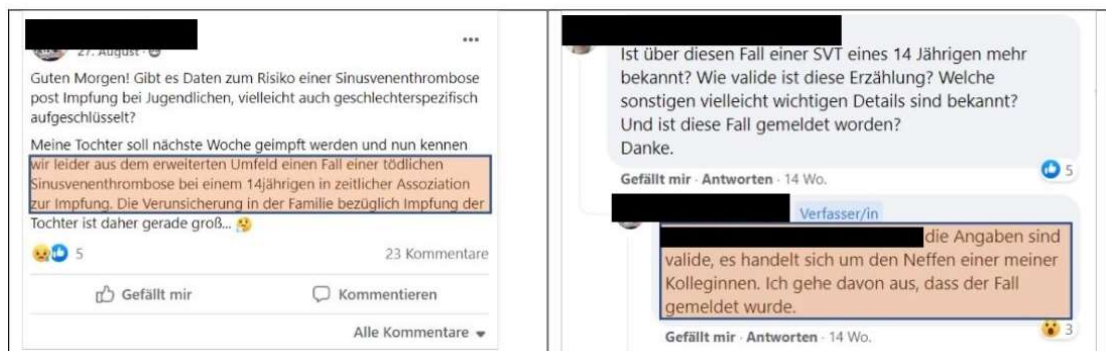 27. August
Guten Morgen! Gibt es Daten zum Risiko einer Sinusvenenthrombose
post Impfung bei Jugendlichen, vielleicht auch geschlechterspezifisch
aufgeschlüsselt?
Meine Tochter soll nächste Woche geimpft werden und nun kennen
wir leider aus dem erweiterten Umfeld einen Fall einer tödlichen
Sinusvenenthrombose bei einem 14jährigen in zeitlicher Assoziation
zur Impfung. Die Verunsicherung in der Familie bezüglich Impfung der
Tochter ist daher gerade groß...
5
23 Kommentare
Gefällt mir
Kommentieren
Alle Kommentare
Ist über diesen Fall einer SVT eines 14 Jährigen mehr
bekannt? Wie valide ist diese Erzählung? Welche
sonstigen vielleicht wichtigen Details sind bekannt?
Und ist diese Fall gemeldet worden?
Danke.
Gefällt mir · Antworten · 14 Wo.
5
Verfasser/in
die Angaben sind
valide, es handelt sich um den Neffen einer meiner
Kolleginnen. Ich gehe davon aus, dass der Fall
gemeldet wurde.
Gefällt mir · Antworten · 14 Wo.
3